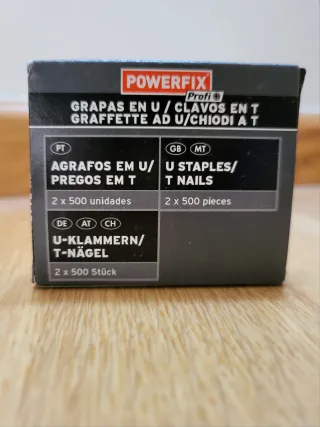 POWERFIX
Profi
GRAPAS EN U / CLAVOS EN T
GRAFFETTE AD U/CHIODI A T
PT
AGRAFOS EM U/
PREGOS EM T
2 x 500 unidades
GB MT
U STAPLES/
T NAILS
2 x 500 pieces
DE AT CH
U-KLAMMERN/
T-NÄGEL
2 x 500 Stück